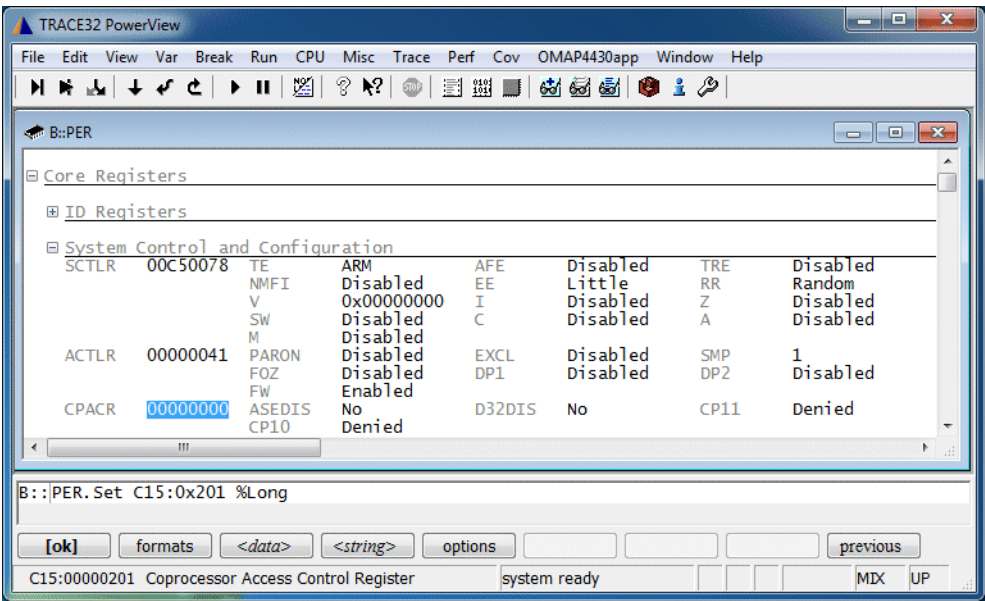 TRACE32 PowerView
File Edit View Var Break Run CPU Misc Trace Perf Cov OMAP4430app Window Help
B::PER
Core Registers
ID Registers
System Control and Configuration
SCTLR 00C50078 TE ARM AFE Disabled TRE Disabled
NMFI Disabled EE Little RR Random
V 0x00000000 I Disabled Z Disabled
SW Disabled C Disabled A Disabled
M Disabled
ACTLR 00000041 PARON Disabled EXCL Disabled SMP 1
FOZ Disabled DP1 Disabled DP2 Disabled
FW Enabled
CPACR 00000000 ASEDIS No D32DIS No CP11 Denied
CP10 Denied
B::PER.Set C15:0x201 %Long
[ok] formats <data> <string> options previous
C15:00000201 Coprocessor Access Control Register system ready MIX UP